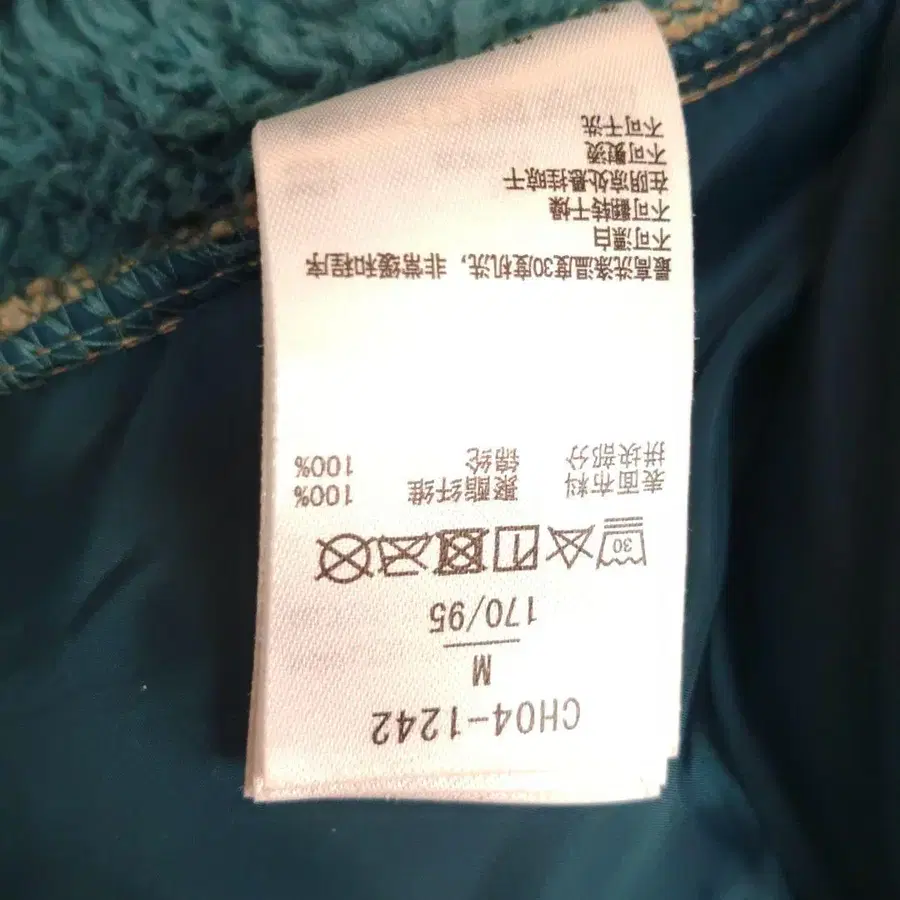 CH04-1242
M
170/95
30
表面布料 聚酯纤维 100%
拼块部分 锦纶 100%
最高洗涤温度30度机洗，非常缓和程序
不可漂白
不可翻转干燥
在阴凉处悬挂晾干
不可熨烫
不可干洗